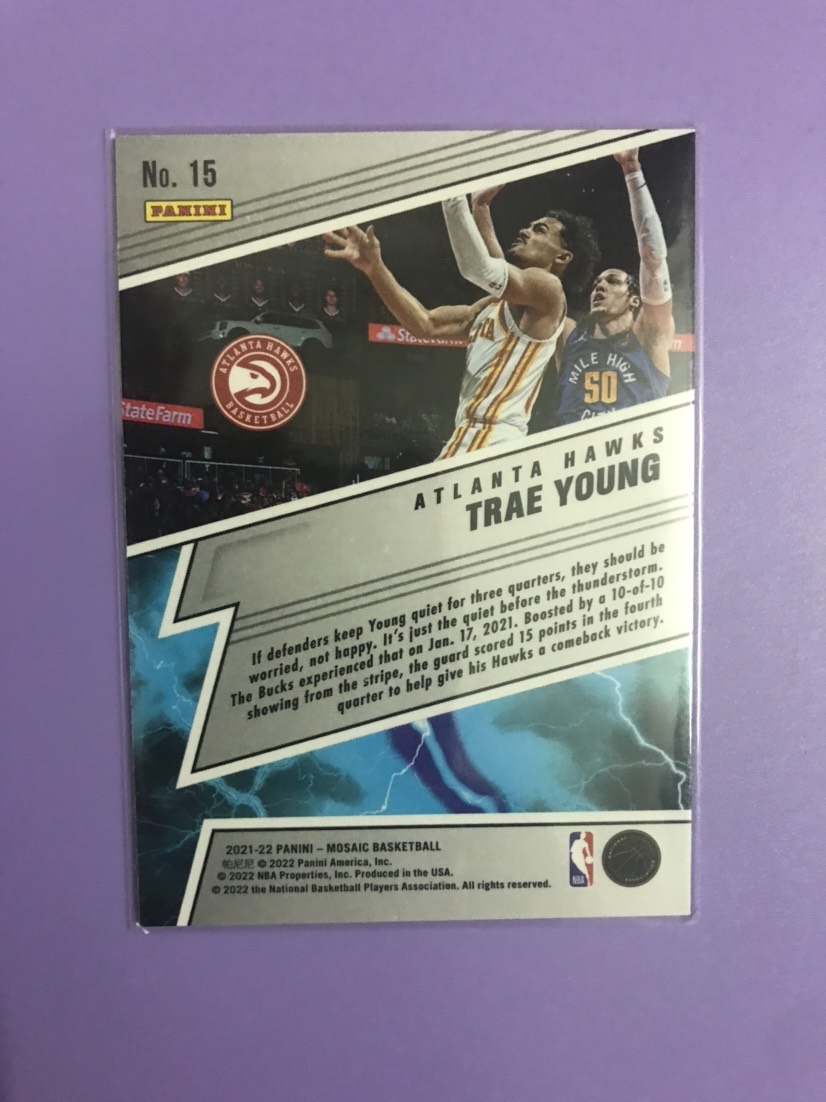 No. 15
PANINI
StateFarm
ATLANTA HAWKS
BASKETBALL
StateFarm
MILE HIGH
50
ATLANTA HAWKS
TRAE YOUNG
If defenders keep Young quiet for three quarters, they should be
worried, not happy. It's just the quiet before the thunderstorm.
The Bucks experienced that on Jan. 17, 2021. Boosted by a 10-of-10
showing from the stripe, the guard scored 15 points in the fourth
quarter to help give his Hawks a comeback victory.
2021-22 PANINI – MOSAIC BASKETBALL
帕尼尼 © 2022 Panini America, Inc.
© 2022 NBA Properties, Inc. Produced in the USA.
© 2022 the National Basketball Players Association. All rights reserved.
NBA